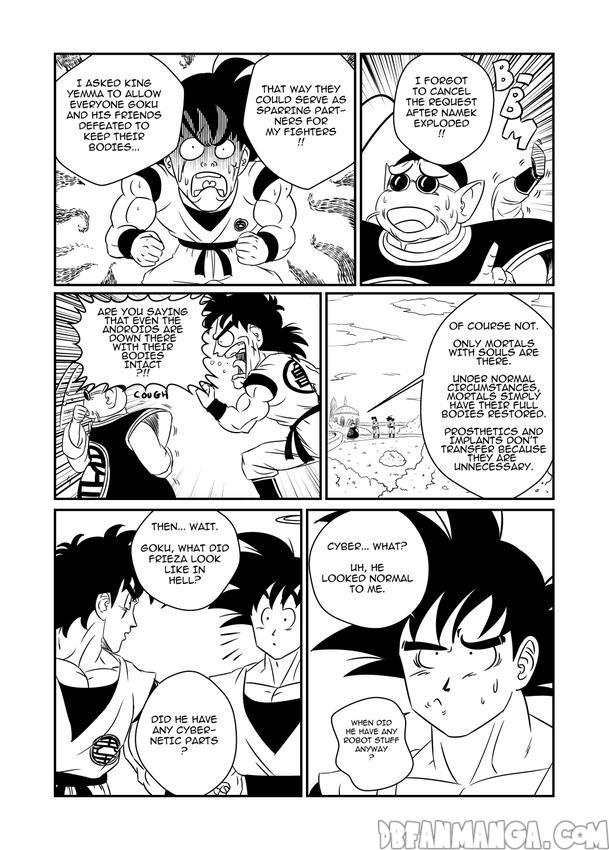 I ASKED KING
YEMMA TO ALLOW
EVERYONE GOKU
AND HIS FRIENDS
DEFEATED TO
KEEP THEIR
BODIES...
THAT WAY THEY
COULD SERVE AS
SPARRING PART-
NERS FOR
MY FIGHTERS
!!
I FORGOT
TO CANCEL
THE REQUEST
AFTER NAMEK
EXPLODED
!!
ARE YOU SAYING
THAT EVEN THE
ANDROIDS ARE
DOWN THERE
WITH THEIR
BODIES
INTACT
?!!
COUGH
OF COURSE NOT.
ONLY MORTALS
WITH SOULS ARE
THERE.
UNDER NORMAL
CIRCUMSTANCES,
MORTALS SIMPLY
HAVE THEIR FULL
BODIES RESTORED.
PROSTHETICS AND
IMPLANTS DON'T
TRANSFER BECAUSE
THEY ARE
UNNECESSARY.
THEN... WAIT.
GOKU, WHAT DID
FRIEZA LOOK
LIKE IN
HELL?
DID HE HAVE
ANY CYBER-
NETIC PARTS
?
CYBER... WHAT?
UH, HE
LOOKED NORMAL
TO ME.
WHEN DID
HE HAVE
ANY
ROBOT STUFF
ANYWAY?
DBFANMANGA.COM